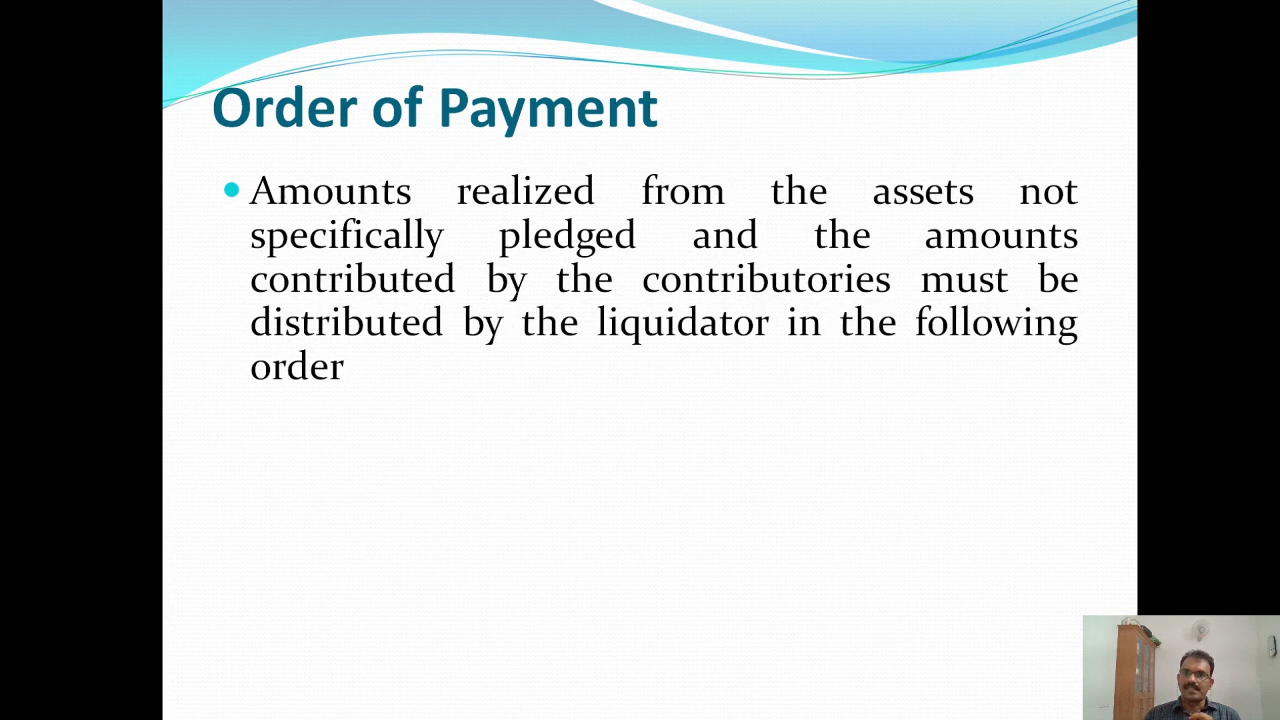 Order of Payment
Amounts realized from the assets not
specifically pledged and the amounts
contributed by the contributories must be
distributed by the liquidator in the following
order